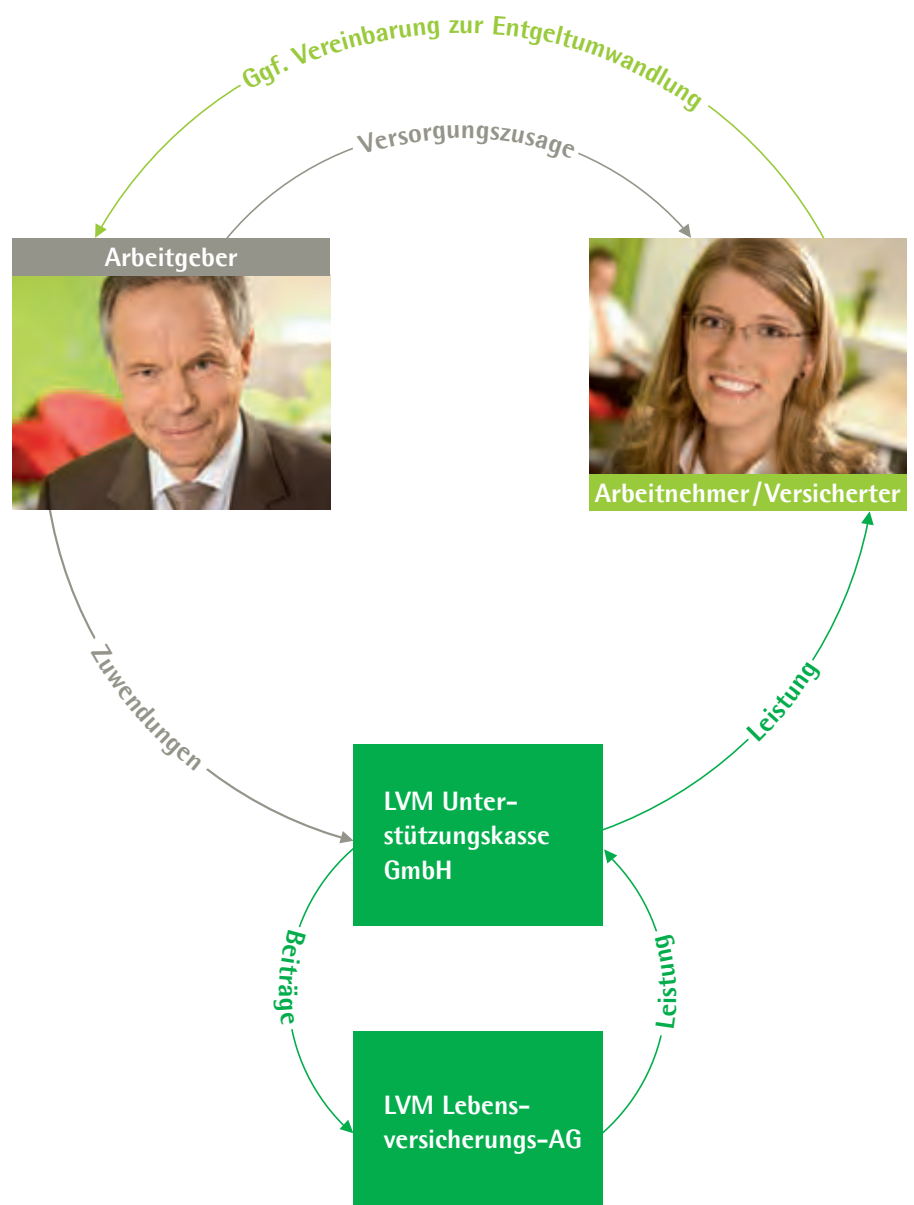 Ggf. Vereinbarung zur Entgeltumwandlung
Versorgungszusage
Arbeitgeber
Arbeitnehmer/Versicherter
Zuwendungen
Leistung
LVM Unter-
stützungskasse
GmbH
Beiträge
Leistung
LVM Lebens-
versicherungs-AG